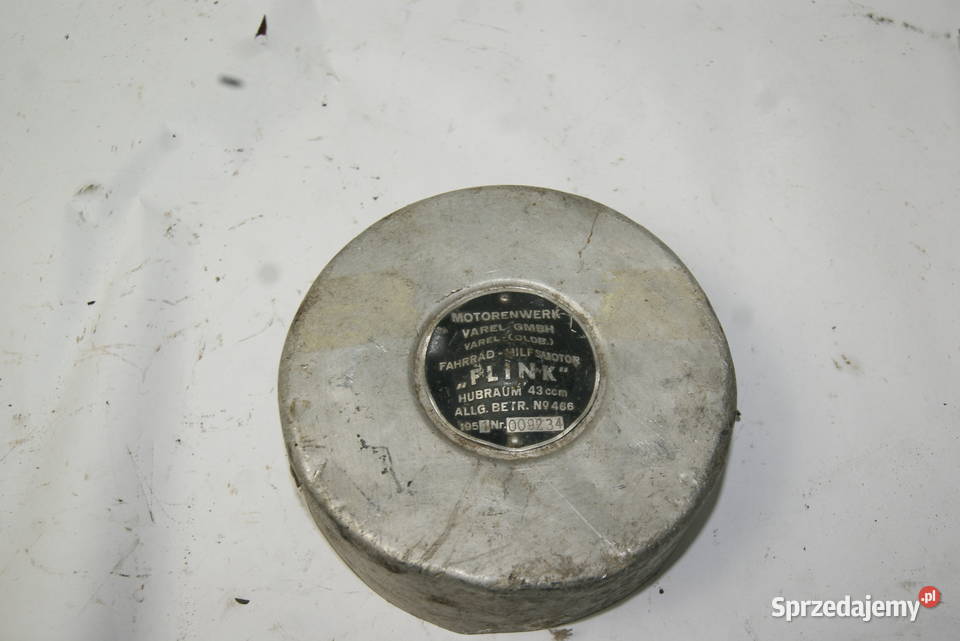 MOTORENWERK-
VAREL GMBH
VAREL-(OLDB.)
FAHRRAD-HILFSMOTOR
„FLINK“
HUBRAUM 43 ccm
ALLG. BETR. No 466
1951 Nr. 009234
Sprzedajemy.pl